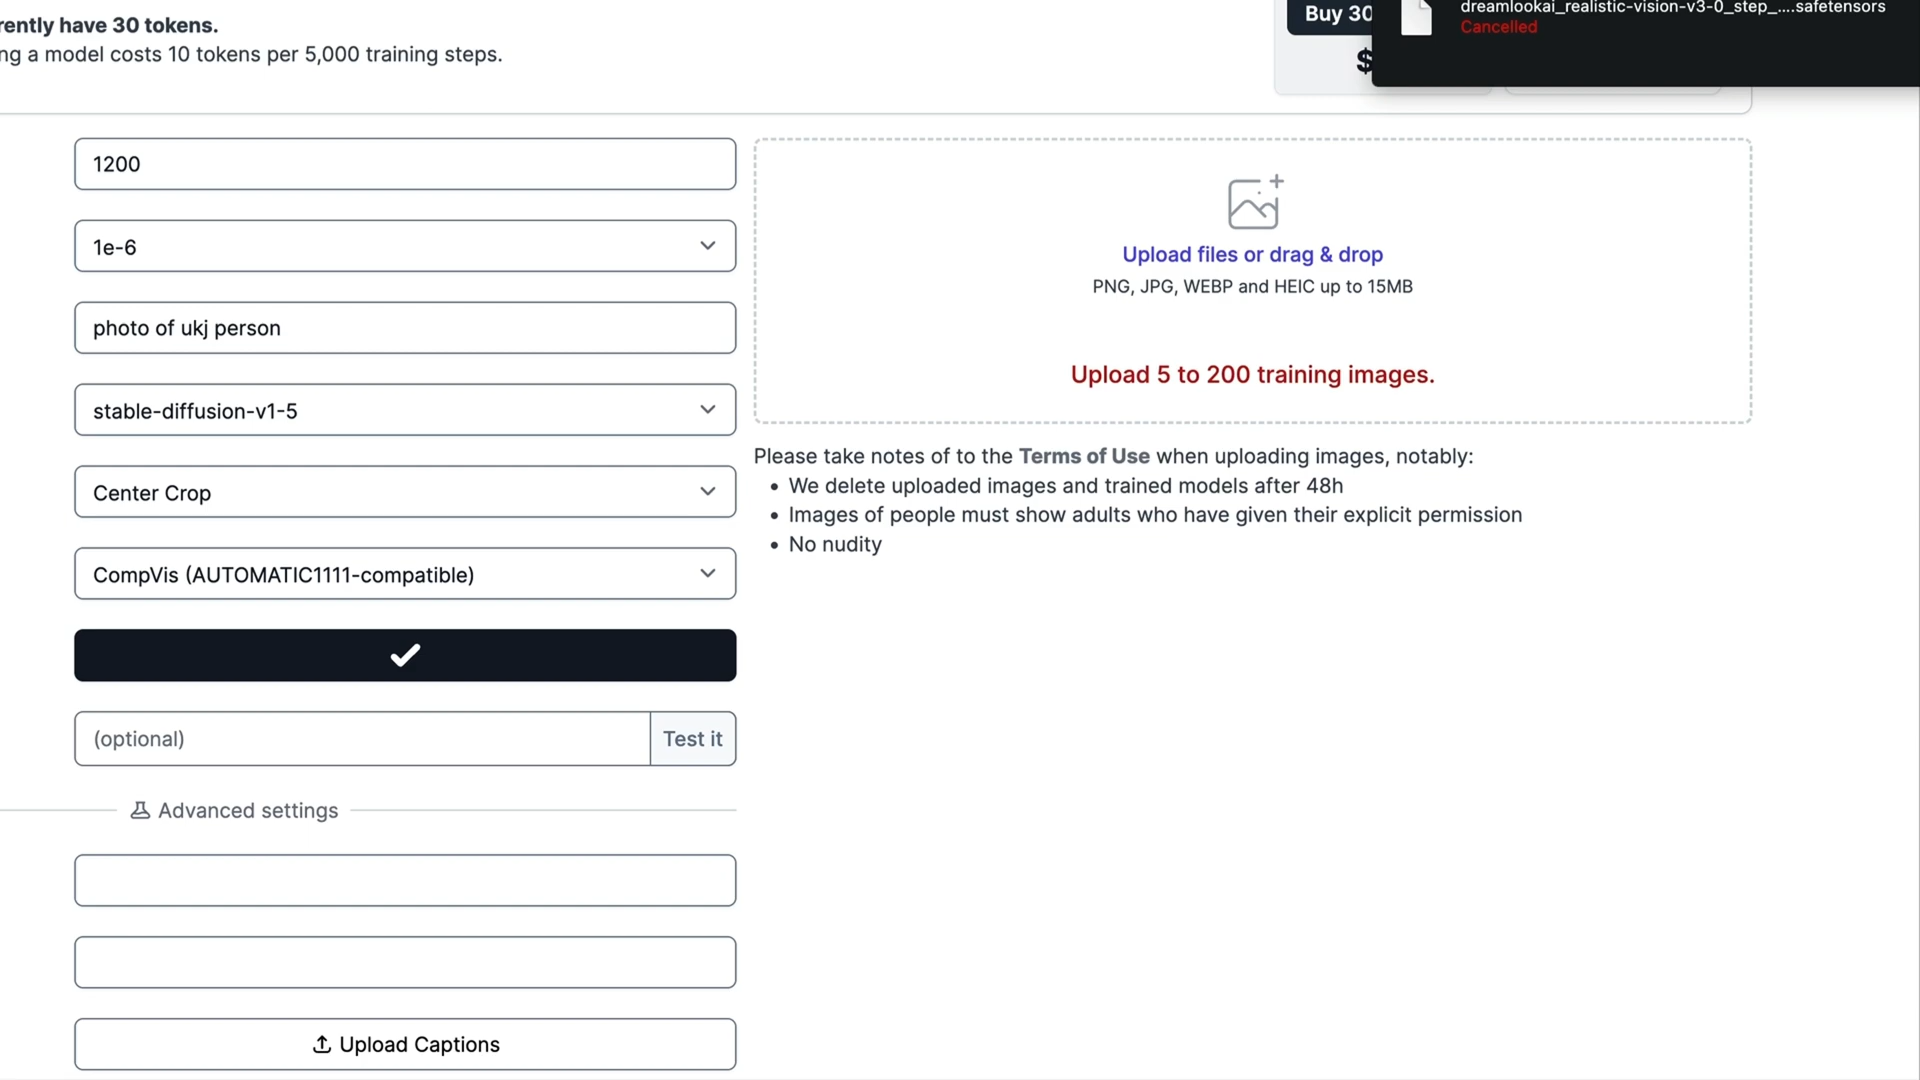 rently have 30 tokens.
ng a model costs 10 tokens per 5,000 training steps.
Buy 30
$
dreamlookai_realistic-vision-v3-0_step_....safetensors
Cancelled
1200
1e-6
photo of ukj person
stable-diffusion-v1-5
Center Crop
CompVis (AUTOMATIC1111-compatible)
(optional)
Test it
Advanced settings
Upload Captions
Upload files or drag & drop
PNG, JPG, WEBP and HEIC up to 15MB
Upload 5 to 200 training images.
Please take notes of to the Terms of Use when uploading images, notably:
• We delete uploaded images and trained models after 48h
• Images of people must show adults who have given their explicit permission
• No nudity